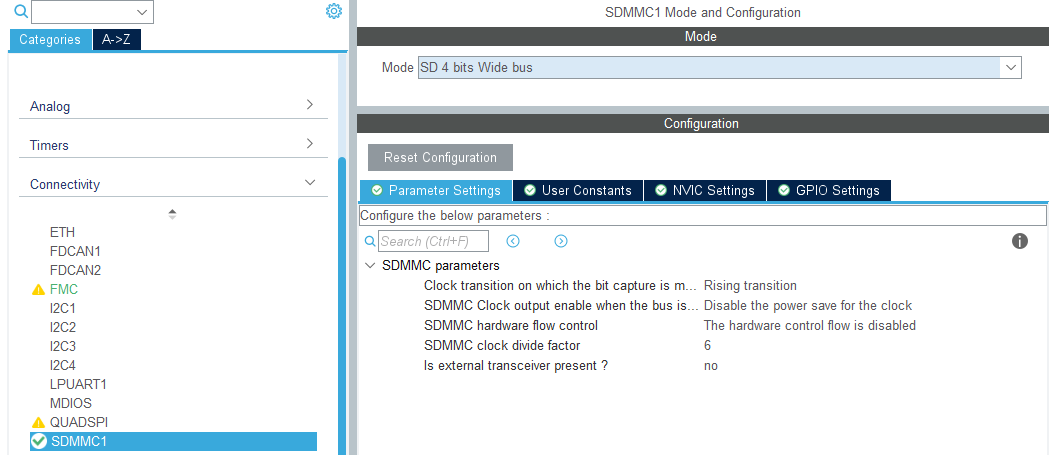 Categories A->Z
Analog
Timers
Connectivity
ETH
FDCAN1
FDCAN2
FMC
I2C1
I2C2
I2C3
I2C4
LPUART1
MDIOS
QUADSPI
SDMMC1
SDMMC1 Mode and Configuration
Mode
Mode SD 4 bits Wide bus
Configuration
Reset Configuration
Parameter Settings User Constants NVIC Settings GPIO Settings
Configure the below parameters :
Search (Ctrl+F)
SDMMC parameters
Clock transition on which the bit capture is m... Rising transition
SDMMC Clock output enable when the bus is... Disable the power save for the clock
SDMMC hardware flow control The hardware control flow is disabled
SDMMC clock divide factor 6
Is external transceiver present ? no